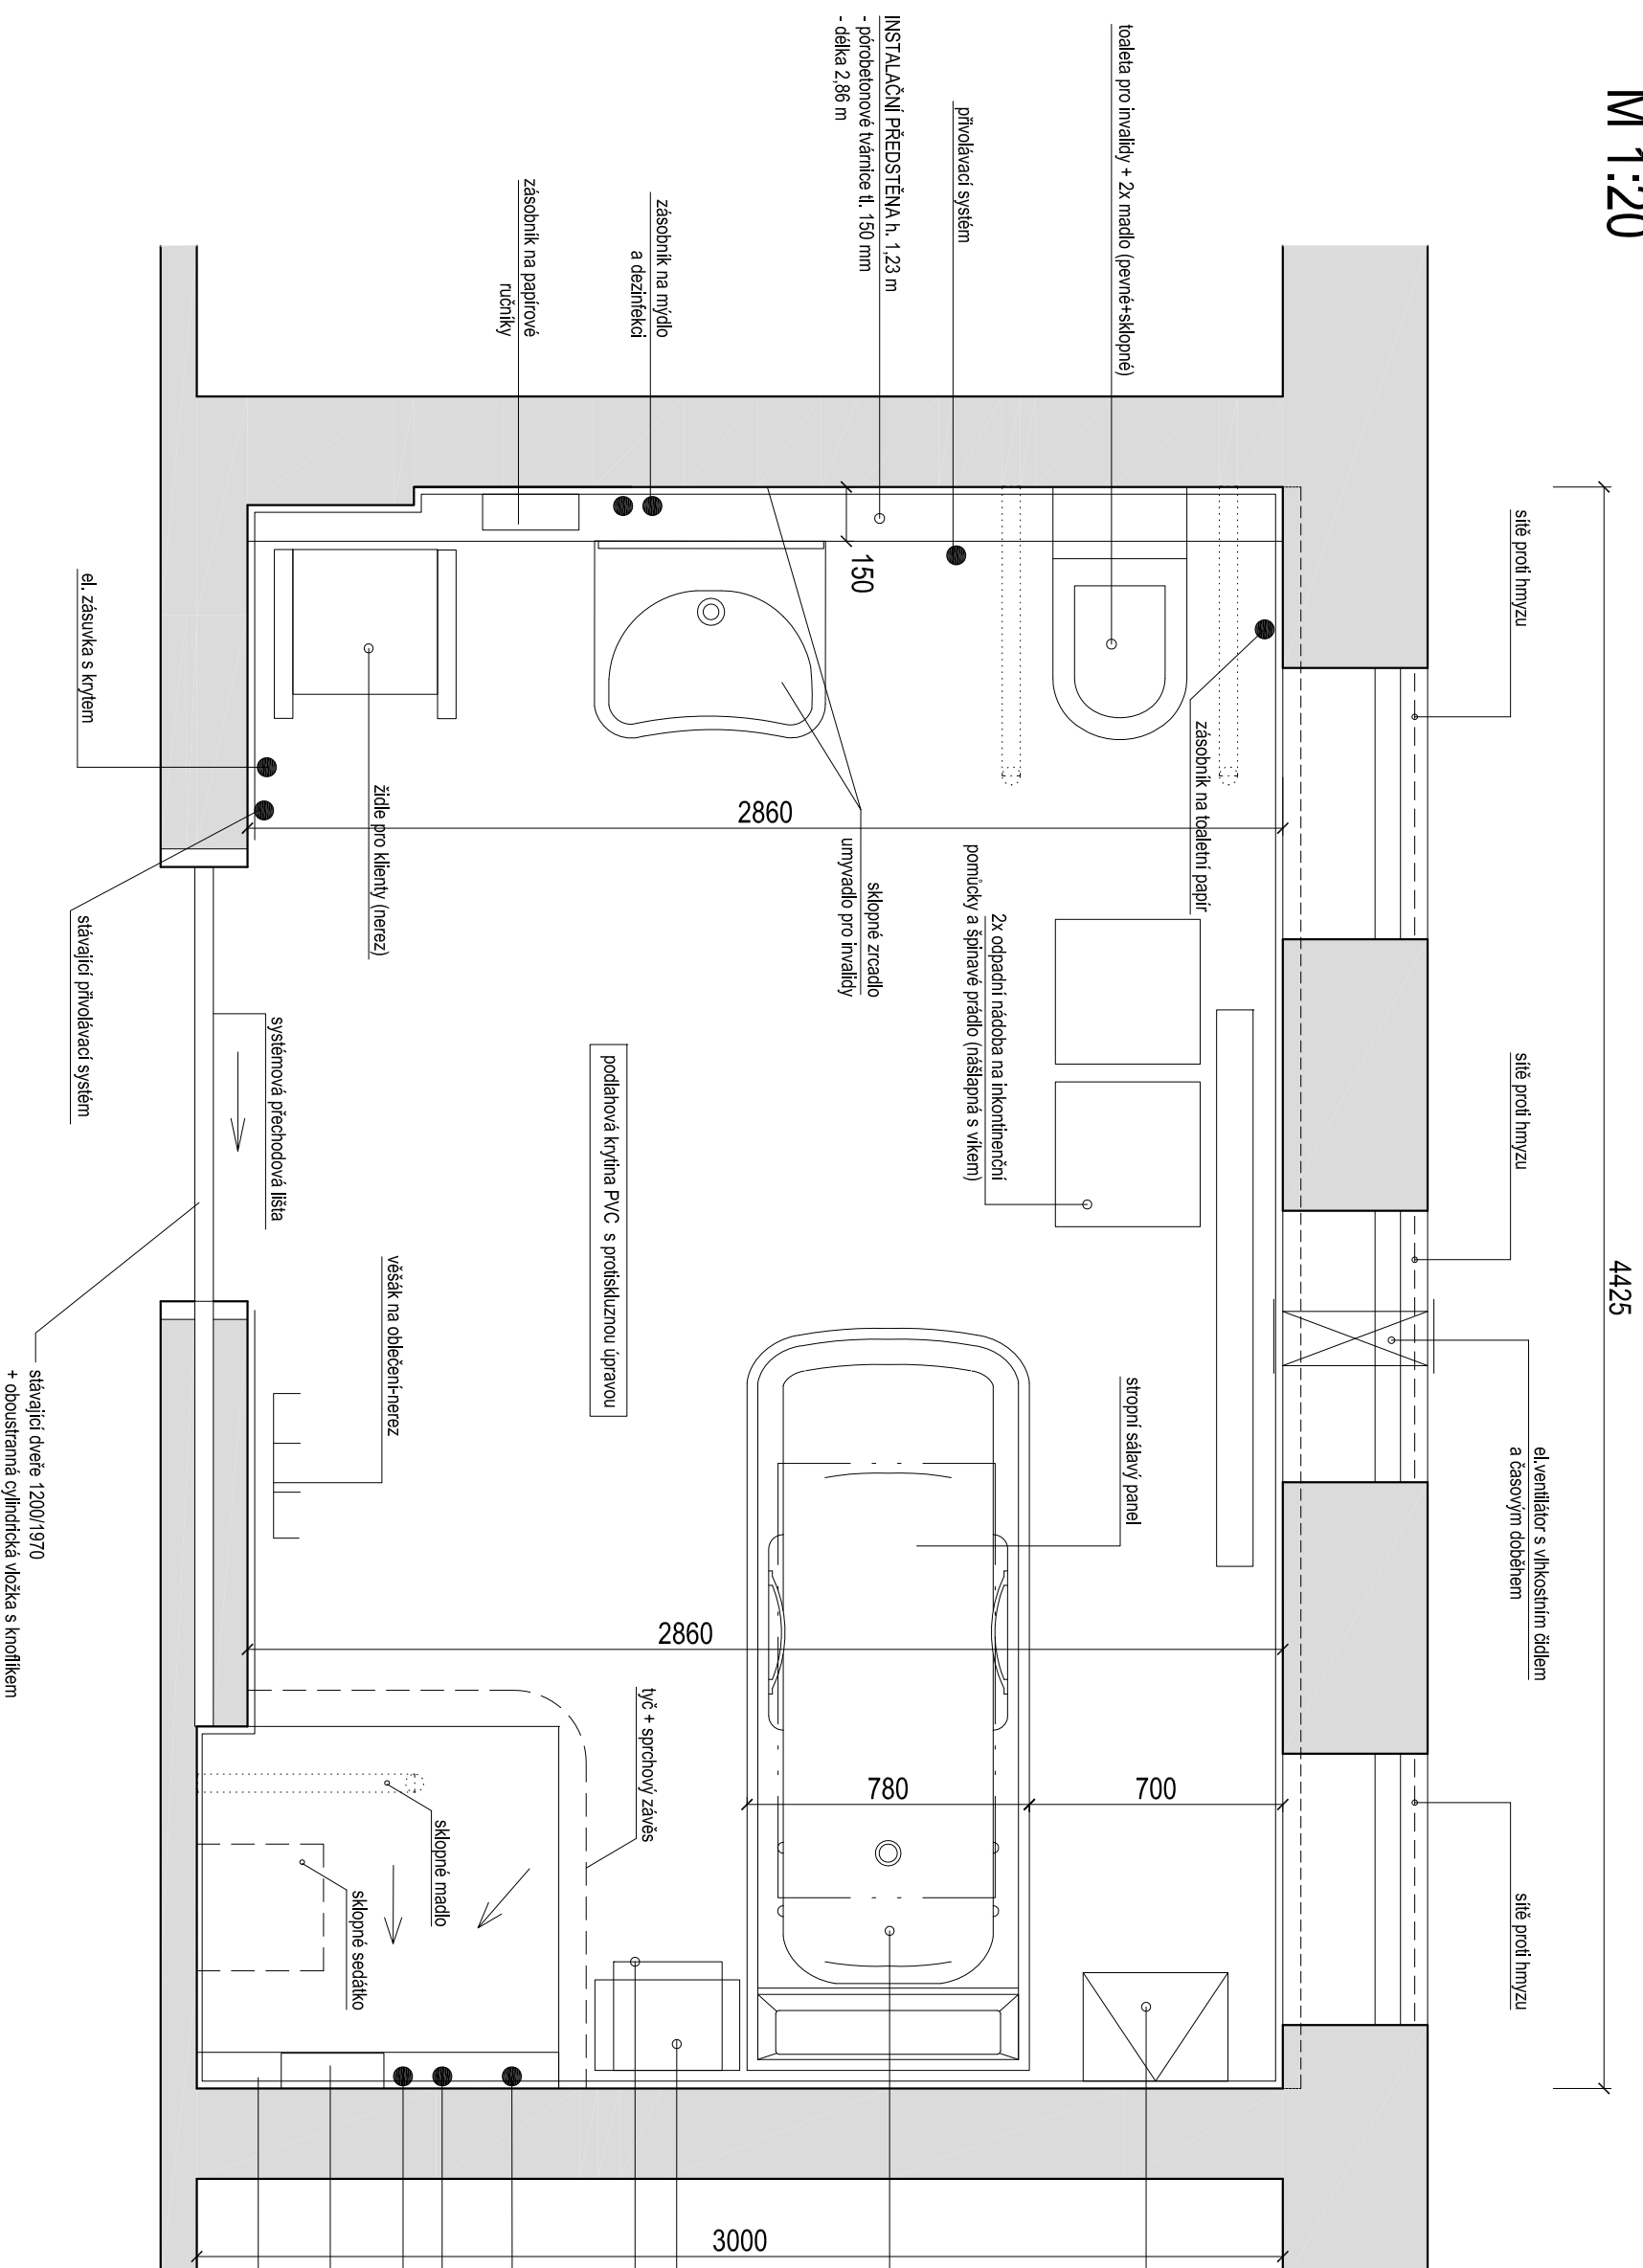 M 1:20
4425
sítě proti hmyzu
sítě proti hmyzu
el.ventilátor s vlhkostním čidlem
a časovým doběhem
sítě proti hmyzu
toaleta pro invalidy + 2x madlo (pevné+sklopné)
přivolávací systém
INSTALAČNÍ PŘEDSTĚNA h. 1,23 m
- pórobetonové tvárnice tl. 150 mm
- délka 2,86 m
zásobník na mýdlo
a dezinfekci
zásobník na papírové
ručníky
150
zásobník na toaletní papír
2860
sklopné zrcadlo
umyvadlo pro invalidy
2x odpadní nádoba na inkontinenční
pomůcky a špinavé prádlo (nášlapná s víkem)
stropní sálavý panel
podlahová krytina PVC s protiskluznou úpravou
židle pro klienty (nerez)
el. zásuvka s krytem
stávající přivolávací systém
systémová přechodová lišta
věšák na oblečení-nerez
stávající dveře 1200/1970
+ oboustranná cylindrická vložka s knoflíkem
2860
780
700
tyč + sprchový závěs
sklopné madlo
sklopné sedátko
3000